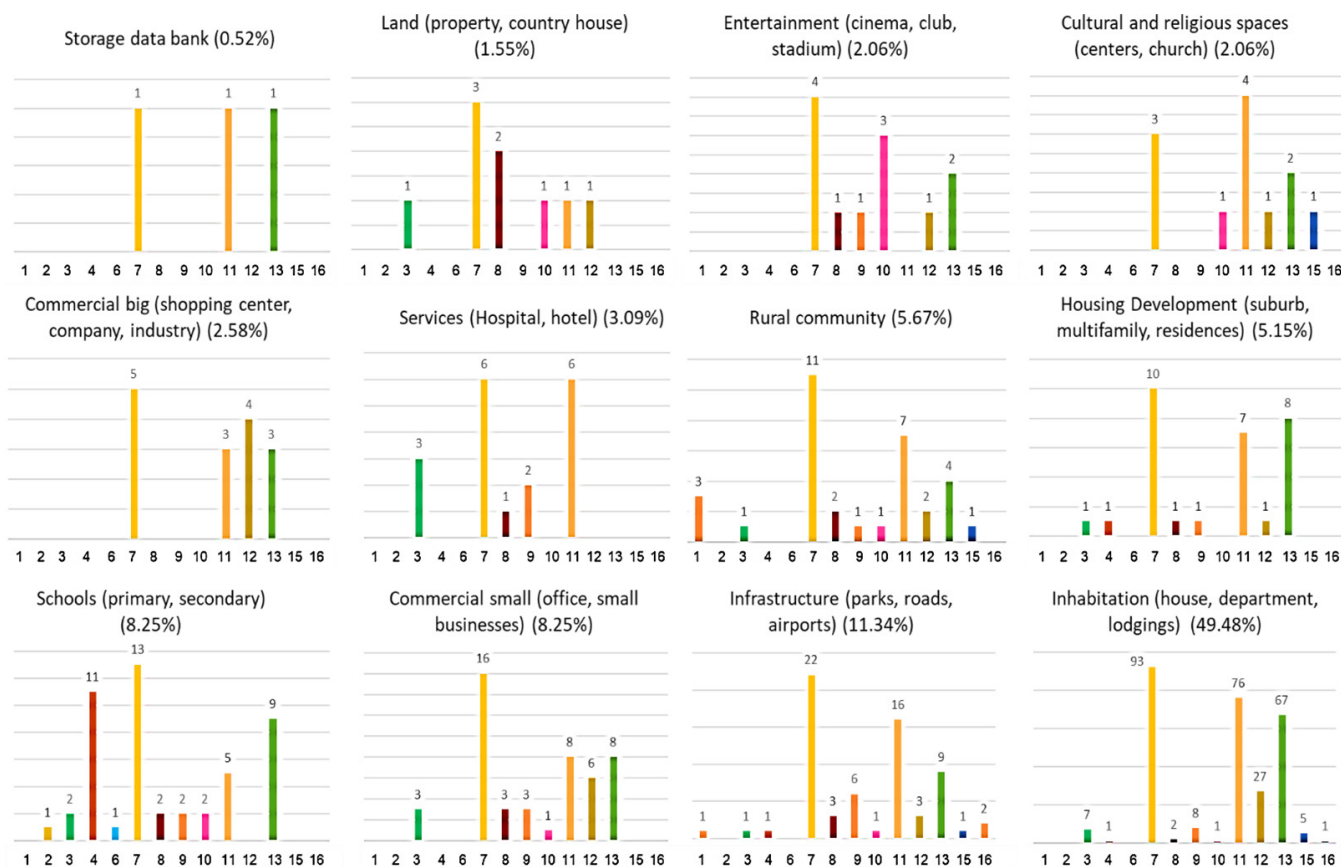 Storage data bank (0.52%)
1 1 1
1 2 3 4 6 7 8 9 10 11 12 13 15 16
Land (property, country house)
(1.55%)
1 3 2 1 1 1
1 2 3 4 6 7 8 9 10 11 12 13 15 16
Entertainment (cinema, club,
stadium) (2.06%)
4 1 1 3 1 2
1 2 3 4 6 7 8 9 10 11 12 13 15 16
Cultural and religious spaces
(centers, church) (2.06%)
3 1 4 1 2 1
1 2 3 4 6 7 8 9 10 11 12 13 15 16
Commercial big (shopping center,
company, industry) (2.58%)
5 3 4 3
1 2 3 4 6 7 8 9 10 11 12 13 15 16
Services (Hospital, hotel) (3.09%)
3 6 1 2 6
1 2 3 4 6 7 8 9 10 11 12 13 15 16
Rural community (5.67%)
3 1 11 2 1 1 7 2 4 1
1 2 3 4 6 7 8 9 10 11 12 13 15 16
Housing Development (suburb,
multifamily, residences) (5.15%)
1 1 10 1 1 7 1 8
1 2 3 4 6 7 8 9 10 11 12 13 15 16
Schools (primary, secondary)
(8.25%)
1 2 11 1 13 2 2 2 5 9
1 2 3 4 6 7 8 9 10 11 12 13 15 16
Commercial small (office, small
businesses) (8.25%)
3 16 3 3 1 8 6 8
1 2 3 4 6 7 8 9 10 11 12 13 15 16
Infrastructure (parks, roads,
airports) (11.34%)
1 1 1 22 3 6 1 16 3 9 1 2
1 2 3 4 6 7 8 9 10 11 12 13 15 16
Inhabitation (house, department,
lodgings) (49.48%)
7 1 93 2 8 1 76 27 67 5 1
1 2 3 4 6 7 8 9 10 11 12 13 15 16